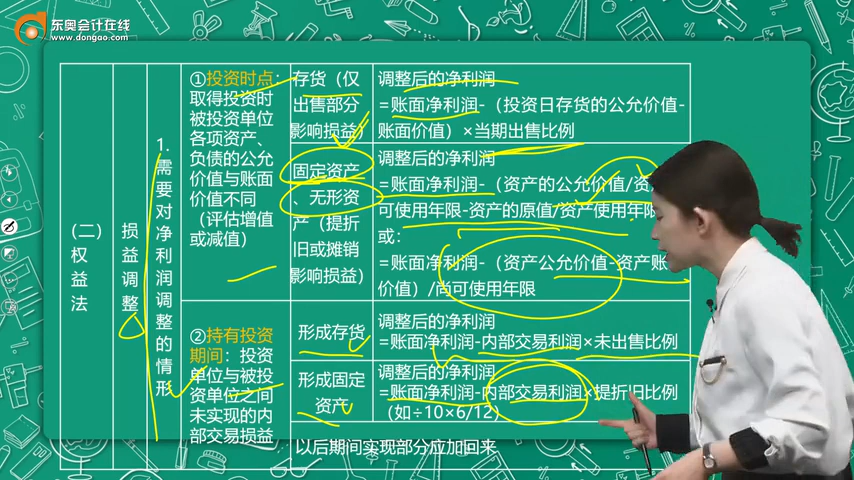 东奥会计在线
www.dongao.com
（二）权益法
损益调整
1.需要对净利润调整的情形
①投资时点：
取得投资时
被投资单位
各项资产、
负债的公允
价值与账面
价值不同
（评估增值
或减值）
存货（仅
出售部分
影响损益）
调整后的净利润
=账面净利润-（投资日存货的公允价值-
账面价值）×当期出售比例
固定资产
、无形资
产（提折
旧或摊销
影响损益）
调整后的净利润
=账面净利润-（资产的公允价值/资
可使用年限-资产的原值/资产使用年限
或：
=账面净利润-（资产公允价值-资产账
价值）/尚可使用年限
②持有投资
期间：投资
单位与被投
资单位之间
未实现的内
部交易损益
形成存货
调整后的净利润
=账面净利润-内部交易利润×未出售比例
形成固定
资产
调整后的净利润
=账面净利润-内部交易利润×提折旧比例
（如÷10×6/12）
以后期间实现部分应加回来